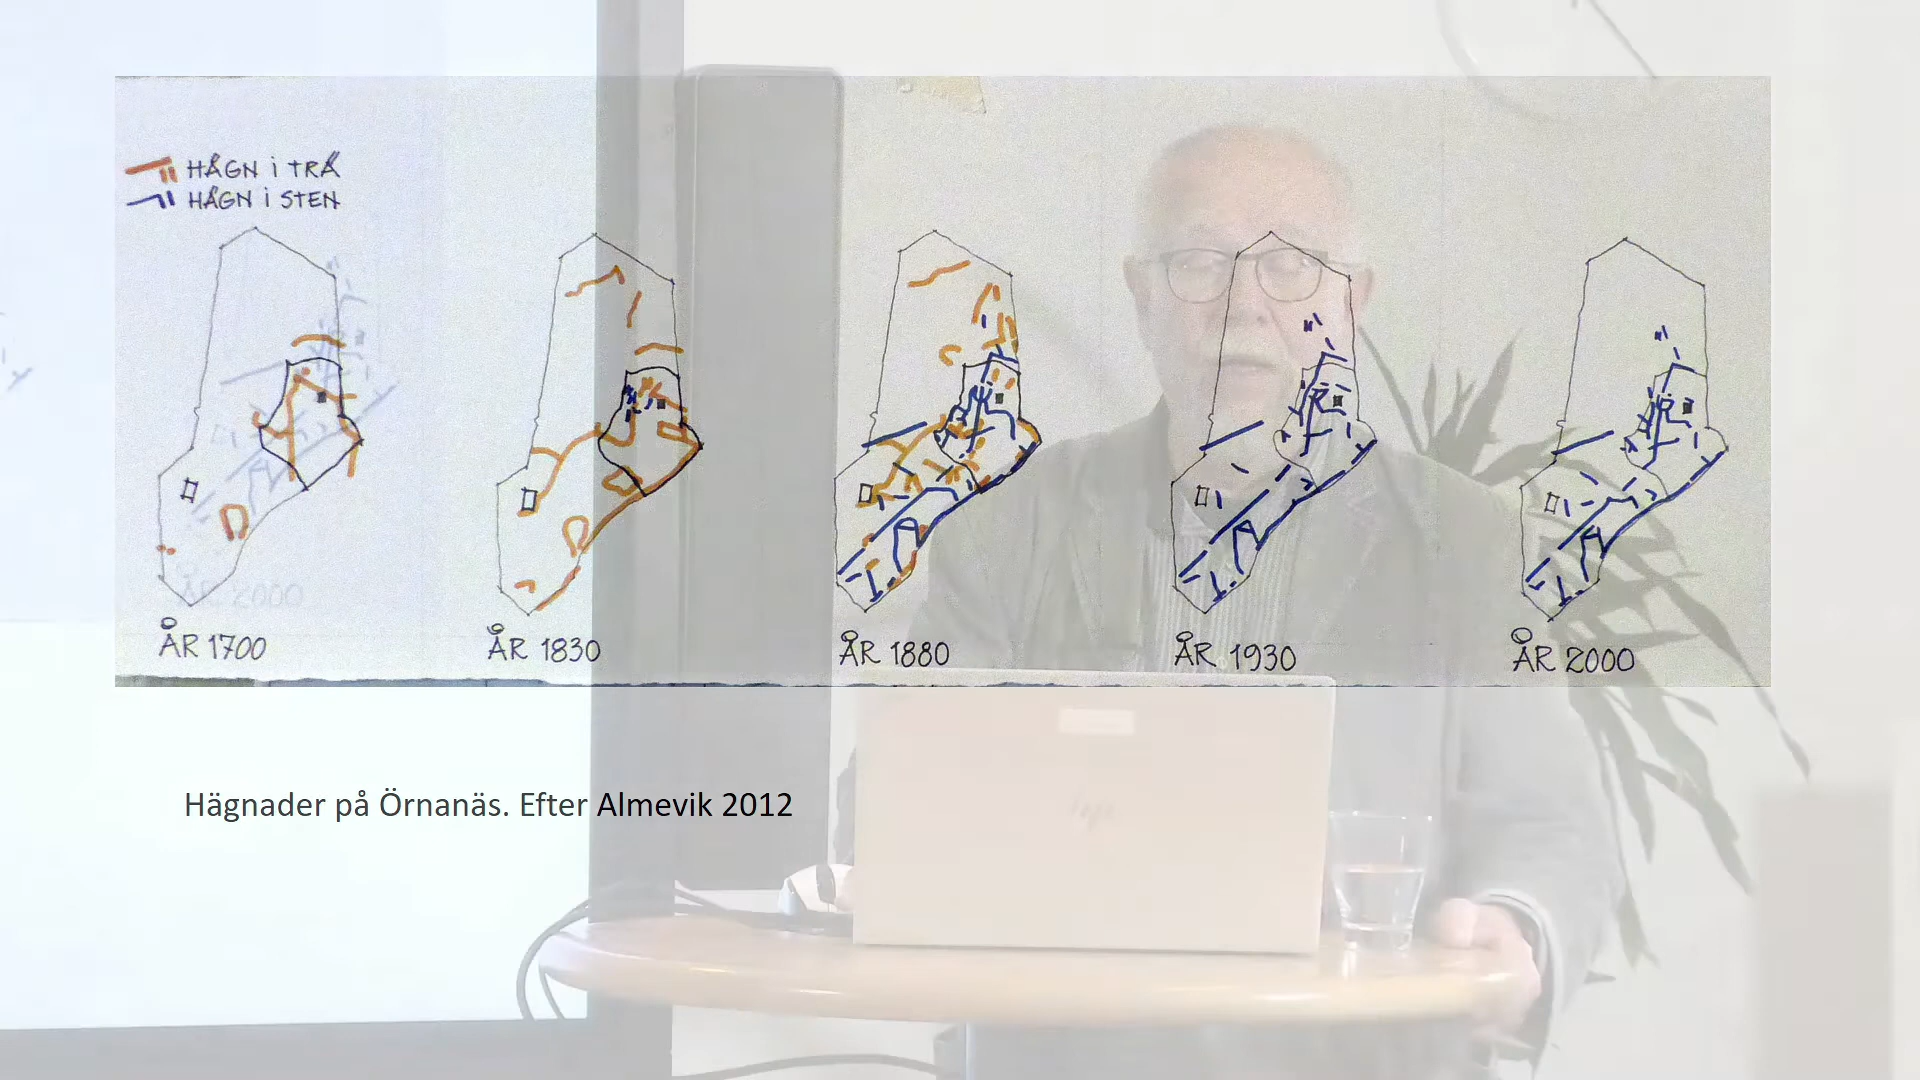 HÄGN i TRÄ
HÄGN i STEN
ÅR 1700
ÅR 1830
ÅR 1880
ÅR 1930
ÅR 2000
Hägnader på Örnanäs. Efter Almevik 2012